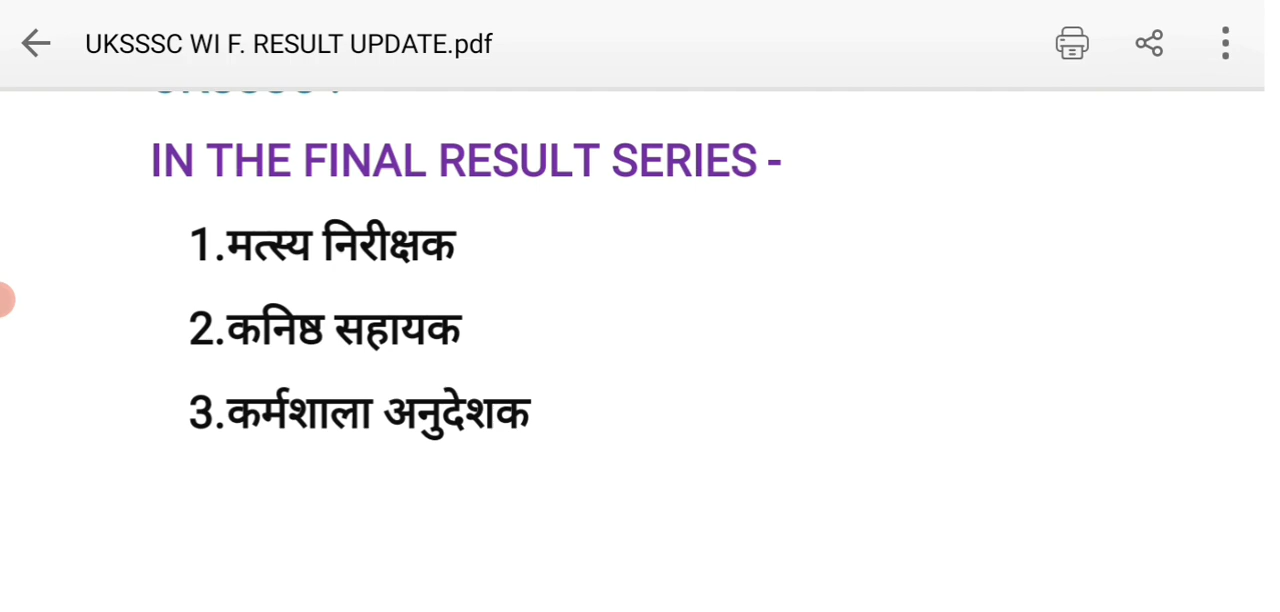 UKSSSC WI F. RESULT UPDATE.pdf
IN THE FINAL RESULT SERIES -
1.मत्स्य निरीक्षक
2.कनिष्ठ सहायक
3.कर्मशाला अनुदेशक